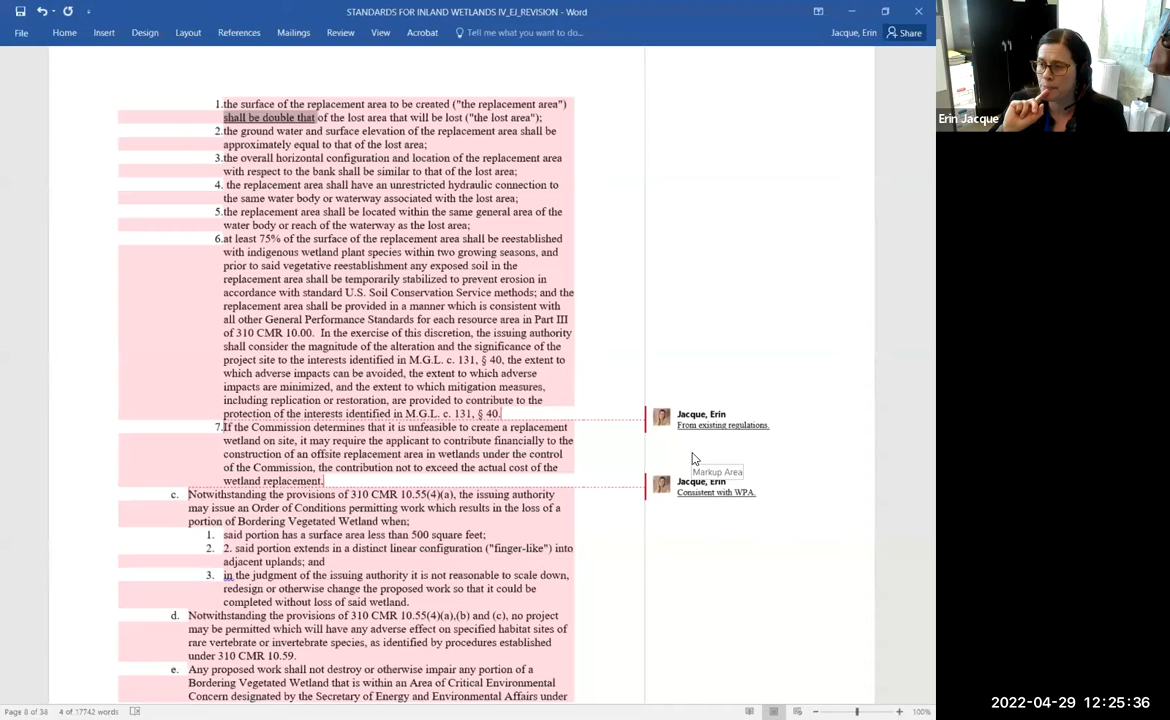 STANDARDS FOR INLAND WETLANDS IV_EJ_REVISION - Word
File Home Insert Design Layout References Mailings Review View Acrobat Tell me what you want to do... Jacque, Erin Share
1.the surface of the replacement area to be created ("the replacement area")
shall be double that of the lost area that will be lost ("the lost area");
2.the ground water and surface elevation of the replacement area shall be
approximately equal to that of the lost area;
3.the overall horizontal configuration and location of the replacement area
with respect to the bank shall be similar to that of the lost area;
4. the replacement area shall have an unrestricted hydraulic connection to
the same water body or waterway associated with the lost area;
5.the replacement area shall be located within the same general area of the
water body or reach of the waterway as the lost area;
6.at least 75% of the surface of the replacement area shall be reestablished
with indigenous wetland plant species within two growing seasons, and
prior to said vegetative reestablishment any exposed soil in the
replacement area shall be temporarily stabilized to prevent erosion in
accordance with standard U.S. Soil Conservation Service methods; and the
replacement area shall be provided in a manner which is consistent with
all other General Performance Standards for each resource area in Part III
of 310 CMR 10.00. In the exercise of this discretion, the issuing authority
shall consider the magnitude of the alteration and the significance of the
project site to the interests identified in M.G.L. c. 131, § 40, the extent to
which adverse impacts can be avoided, the extent to which adverse
impacts are minimized, and the extent to which mitigation measures,
including replication or restoration, are provided to contribute to the
protection of the interests identified in M.G.L. c. 131, § 40.
7.If the Commission determines that it is unfeasible to create a replacement
wetland on site, it may require the applicant to contribute financially to the
construction of an offsite replacement area in wetlands under the control
of the Commission, the contribution not to exceed the actual cost of the
wetland replacement.
c. Notwithstanding the provisions of 310 CMR 10.55(4)(a), the issuing authority
may issue an Order of Conditions permitting work which results in the loss of a
portion of Bordering Vegetated Wetland when;
1. said portion has a surface area less than 500 square feet;
2. 2. said portion extends in a distinct linear configuration ("finger-like") into
adjacent uplands; and
3. in the judgment of the issuing authority it is not reasonable to scale down,
redesign or otherwise change the proposed work so that it could be
completed without loss of said wetland.
d. Notwithstanding the provisions of 310 CMR 10.55(4)(a),(b) and (c), no project
may be permitted which will have any adverse effect on specified habitat sites of
rare vertebrate or invertebrate species, as identified by procedures established
under 310 CMR 10.59.
e. Any proposed work shall not destroy or otherwise impair any portion of a
Bordering Vegetated Wetland that is within an Area of Critical Environmental
Concern designated by the Secretary of Energy and Environmental Affairs under
Jacque, Erin
From existing regulations.
Markup Area
Jacque, Erin
Consistent with WPA.
Page 8 of 38 4 of 17742 words 100%
Erin Jacque
2022-04-29 12:25:36